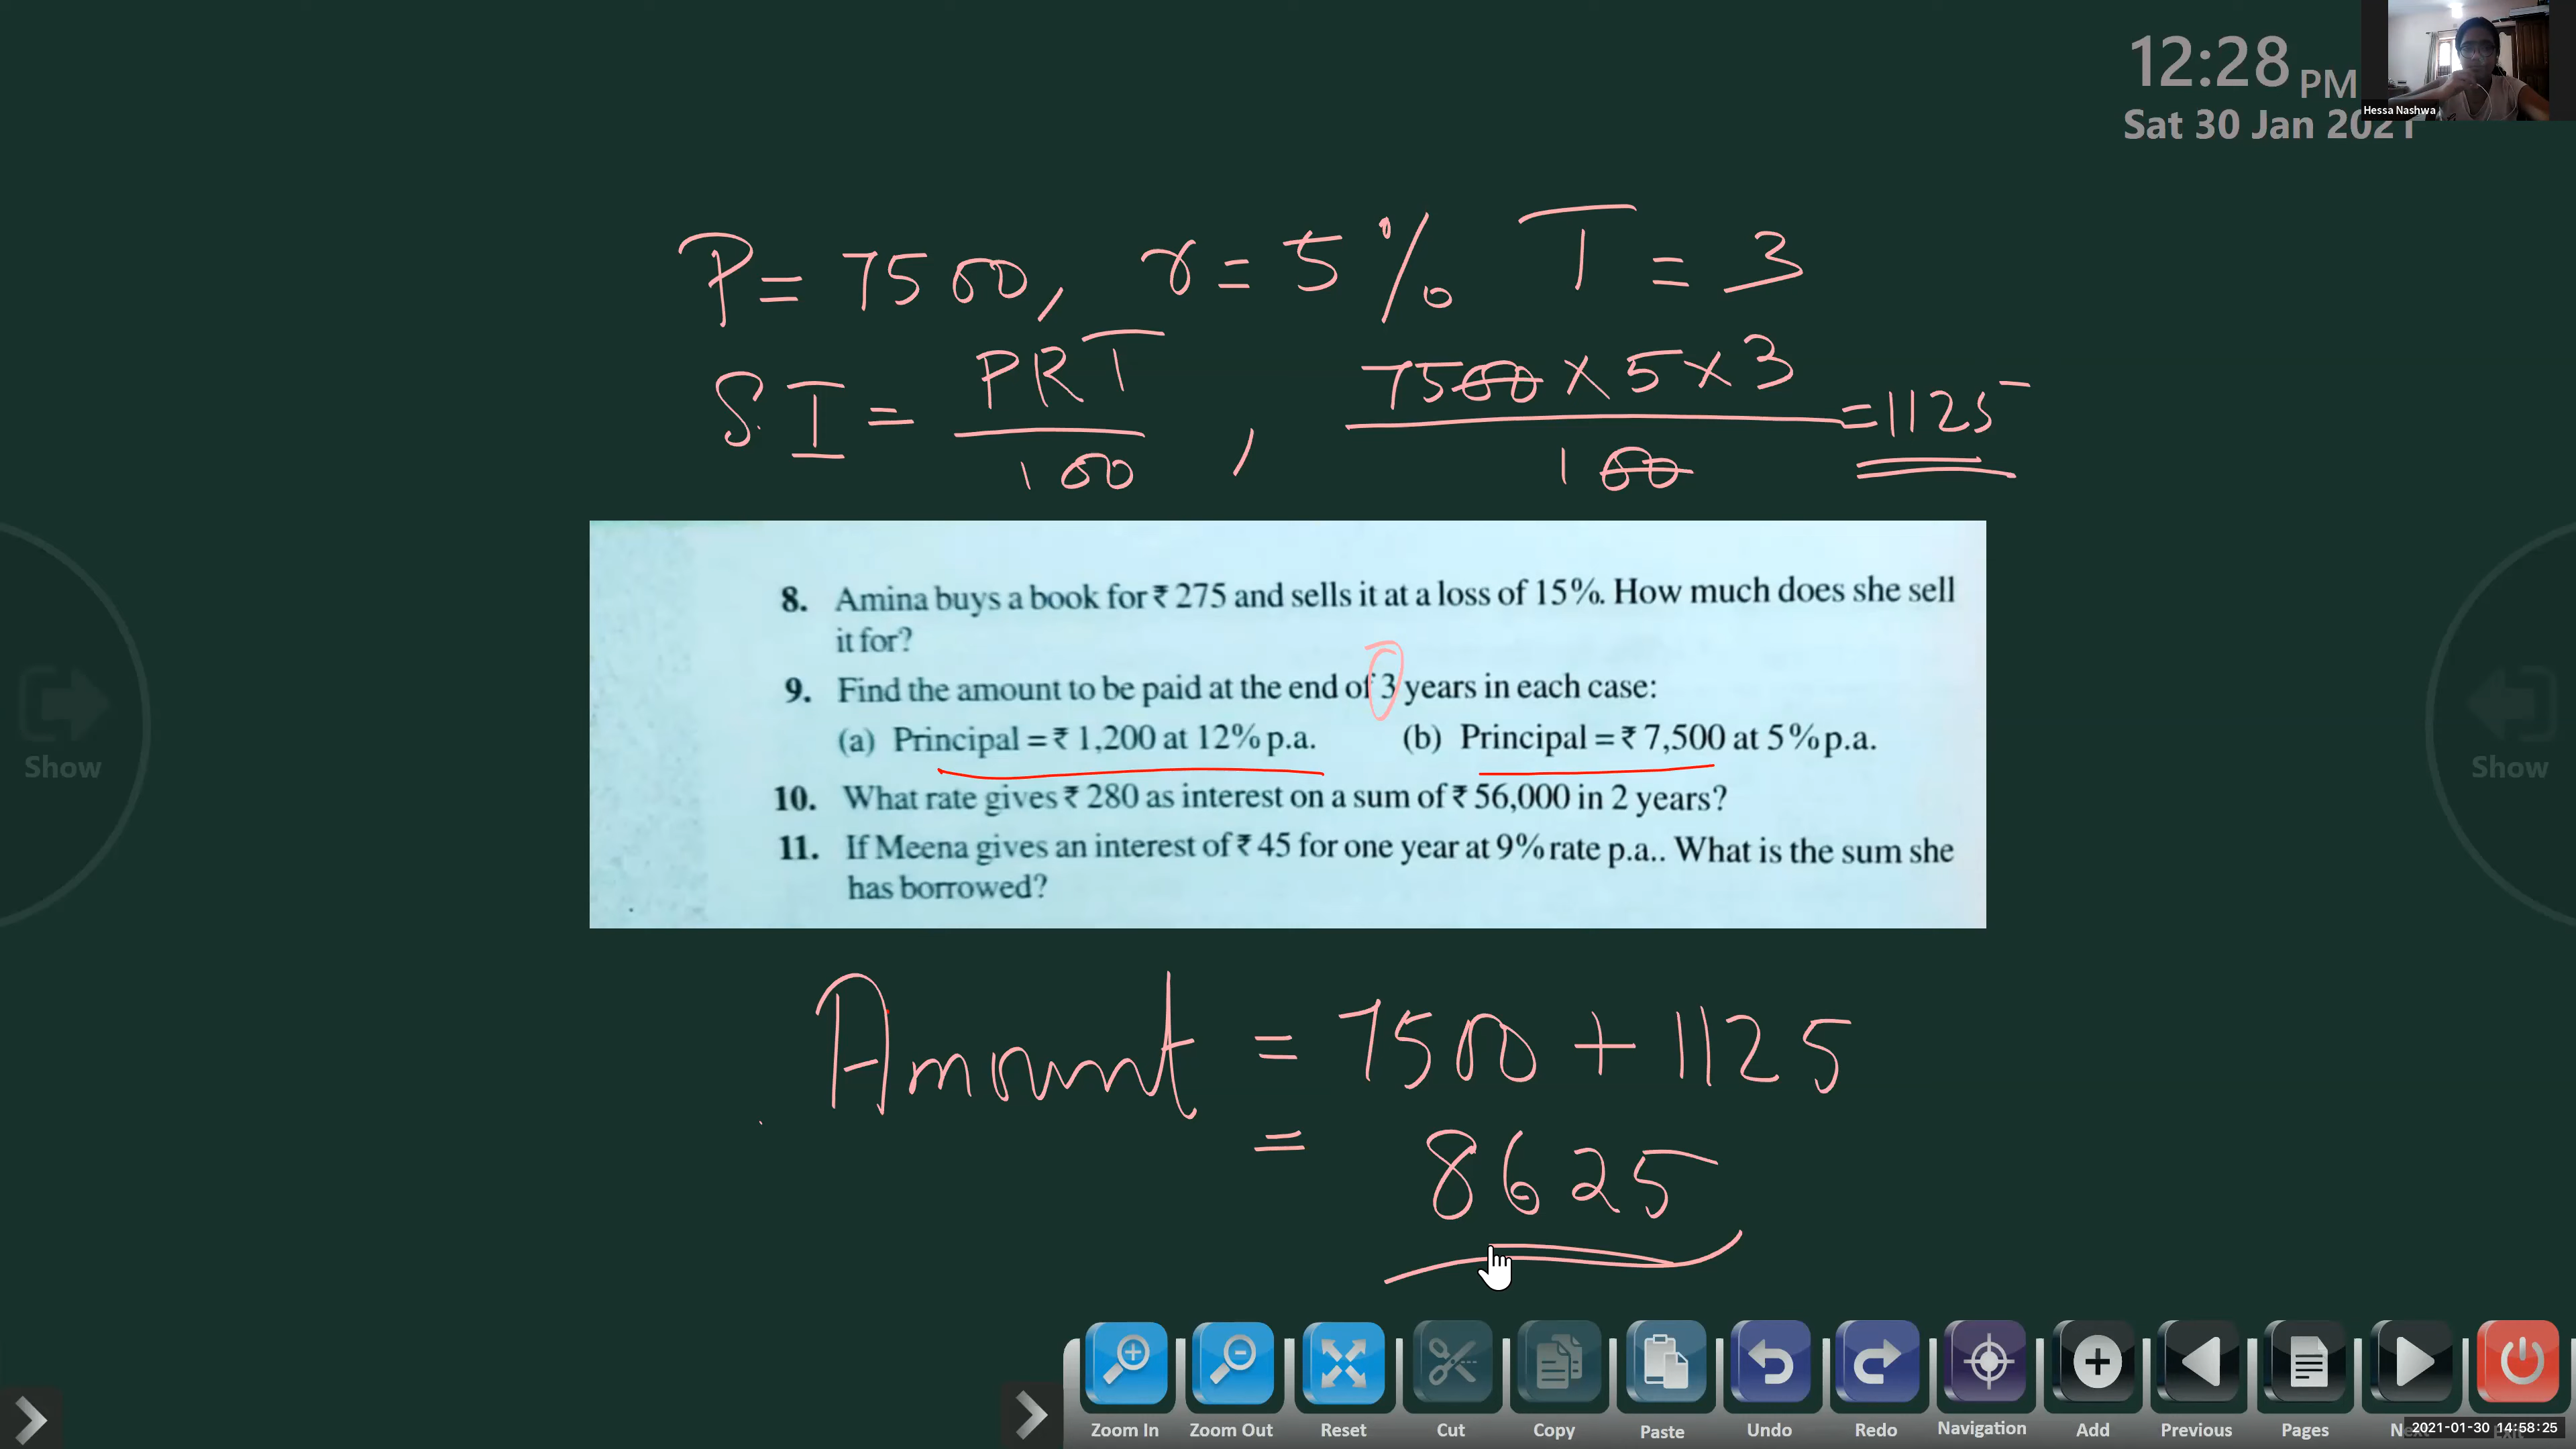 12:28 PM
Sat 30 Jan 2021
Hessa Nashwa
P = 7500, r = 5% T = 3
S.I = PRT/100 , 7500 x 5 x 3/100 = 1125
8. Amina buys a book for ₹ 275 and sells it at a loss of 15%. How much does she sell
it for?
9. Find the amount to be paid at the end of 3 years in each case:
(a) Principal = ₹ 1,200 at 12% p.a. (b) Principal = ₹ 7,500 at 5% p.a.
10. What rate gives ₹ 280 as interest on a sum of ₹ 56,000 in 2 years?
11. If Meena gives an interest of ₹ 45 for one year at 9% rate p.a.. What is the sum she
has borrowed?
Show
Show
Amount = 7500 + 1125
= 8625
Zoom In Zoom Out Reset Cut Copy Paste Undo Redo Navigation Add Previous Pages
2021-01-30 14:58:25